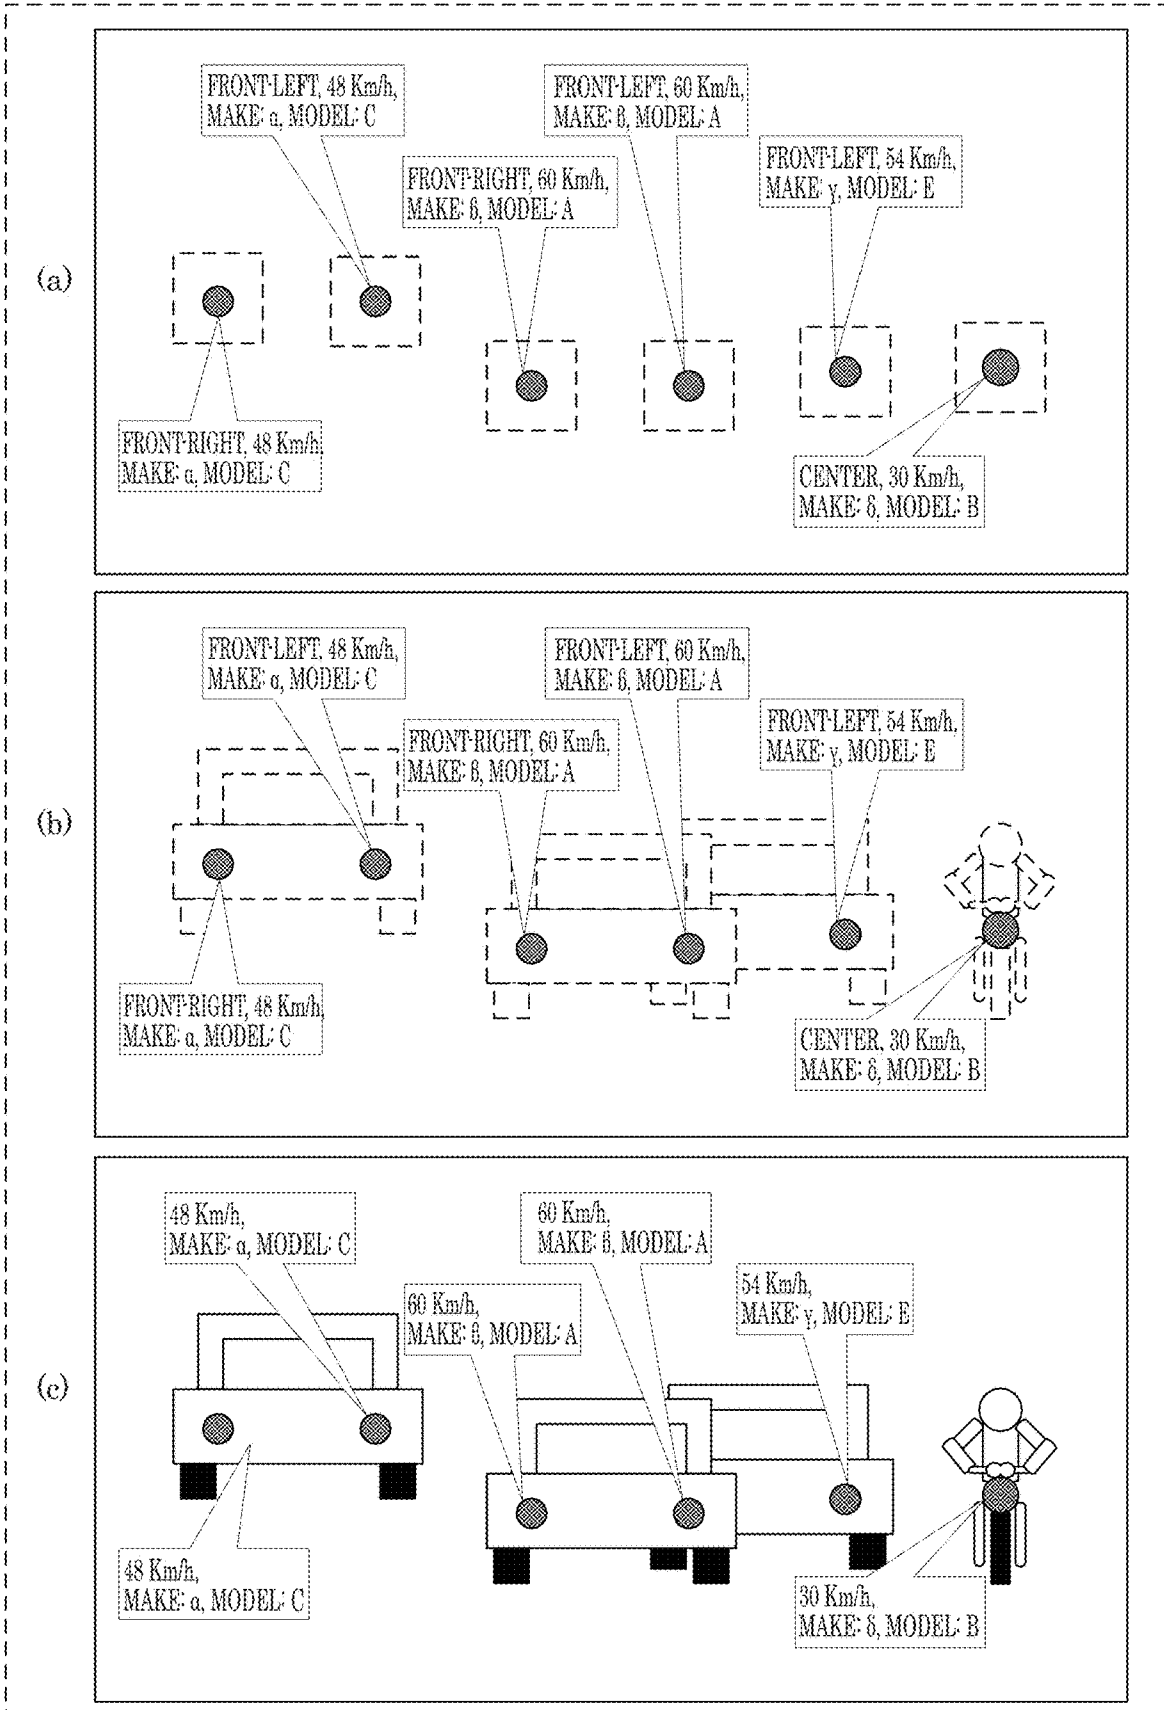 (a)
FRONT-LEFT, 48 Km/h,
MAKE: α, MODEL: C
FRONT-LEFT, 60 Km/h,
MAKE: β, MODEL: A
FRONT-RIGHT, 60 Km/h,
MAKE: β, MODEL: A
FRONT-LEFT, 54 Km/h,
MAKE: γ, MODEL: E
FRONT-RIGHT, 48 Km/h,
MAKE: α, MODEL: C
CENTER, 30 Km/h,
MAKE: δ, MODEL: B
(b)
FRONT-LEFT, 48 Km/h,
MAKE: α, MODEL: C
FRONT-LEFT, 60 Km/h,
MAKE: β, MODEL: A
FRONT-RIGHT, 60 Km/h,
MAKE: β, MODEL: A
FRONT-LEFT, 54 Km/h,
MAKE: γ, MODEL: E
FRONT-RIGHT, 48 Km/h,
MAKE: α, MODEL: C
CENTER, 30 Km/h,
MAKE: δ, MODEL: B
(c)
48 Km/h,
MAKE: α, MODEL: C
60 Km/h,
MAKE: β, MODEL: A
60 Km/h,
MAKE: β, MODEL: A
54 Km/h,
MAKE: γ, MODEL: E
48 Km/h,
MAKE: α, MODEL: C
30 Km/h,
MAKE: δ, MODEL: B